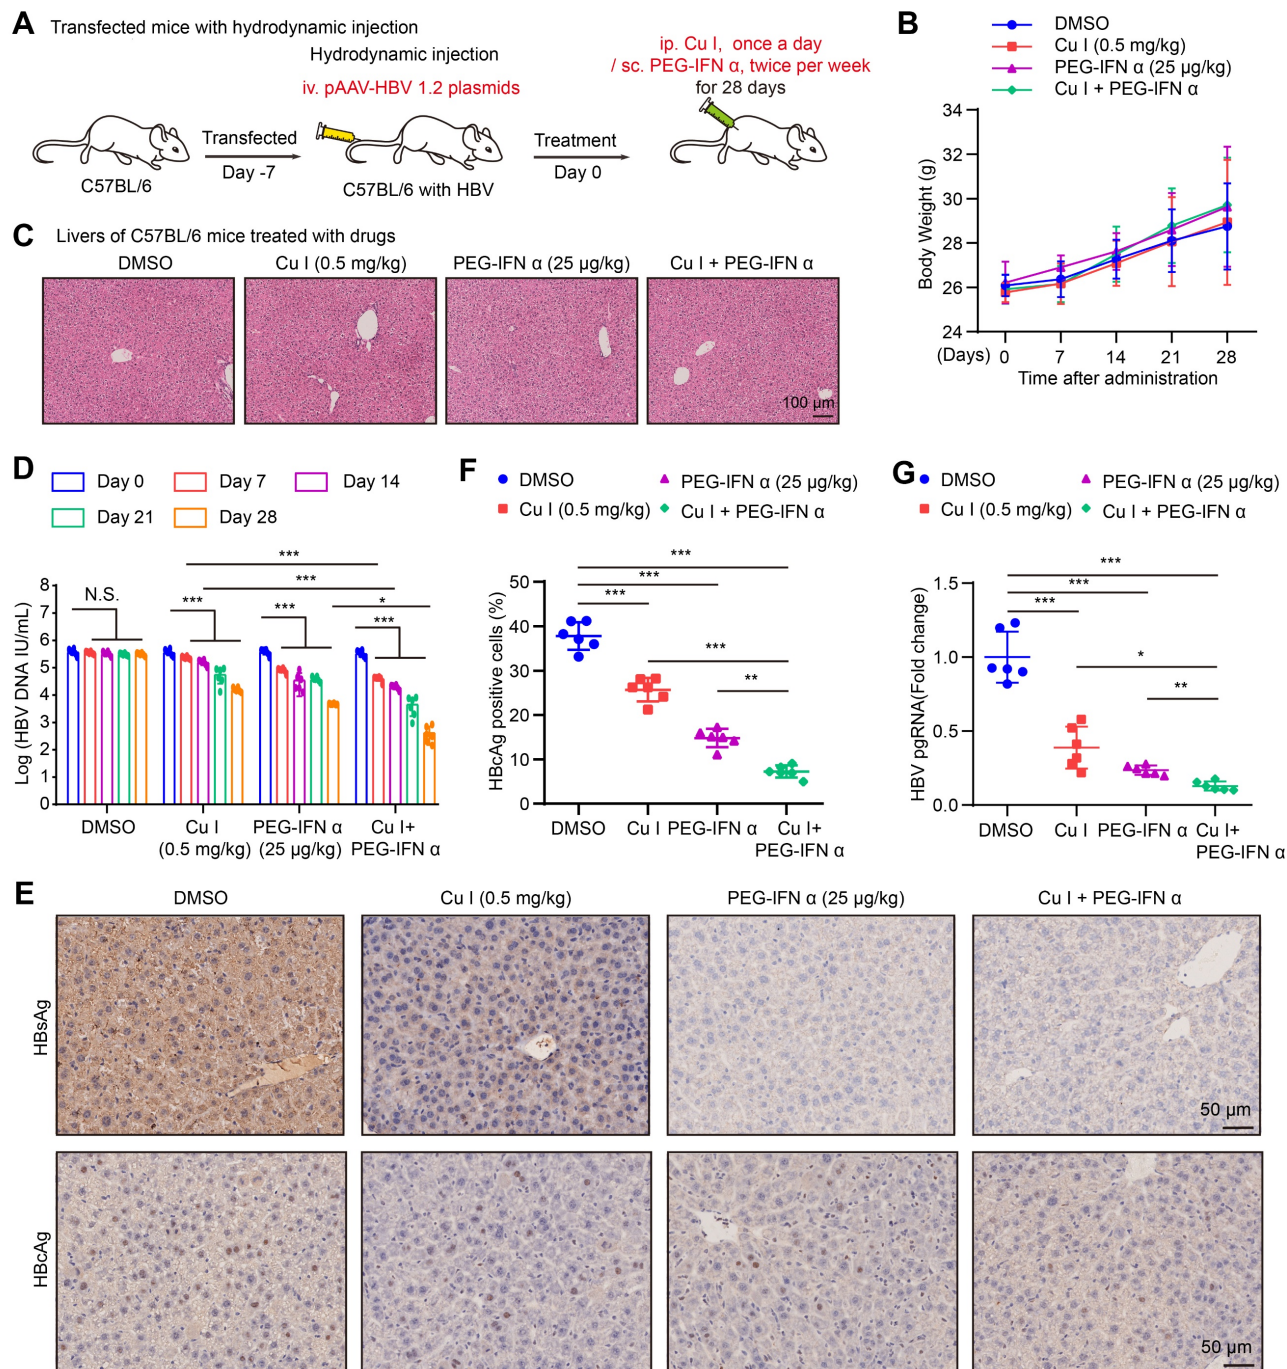 A Transfected mice with hydrodynamic injection
Hydrodynamic injection
iv. pAAV-HBV 1.2 plasmids
ip. Cu I, once a day
/ sc. PEG-IFN α, twice per week
for 28 days
Transfected
Day -7
Treatment
Day 0
C57BL/6
C57BL/6 with HBV
B
DMSO
Cu I (0.5 mg/kg)
PEG-IFN α (25 μg/kg)
Cu I + PEG-IFN α
Body Weight (g)
34
32
30
28
26
24
(Days) 0 7 14 21 28
Time after administration
C Livers of C57BL/6 mice treated with drugs
DMSO Cu I (0.5 mg/kg) PEG-IFN α (25 μg/kg) Cu I + PEG-IFN α
100 μm
D
Day 0 Day 7 Day 14
Day 21 Day 28
Log (HBV DNA IU/mL)
8
7
6
5
4
3
2
1
0
N.S.
***
***
***
***
***
*
DMSO Cu I PEG-IFN α Cu I+
(0.5 mg/kg) (25 μg/kg) PEG-IFN α
F
DMSO PEG-IFN α (25 μg/kg)
Cu I (0.5 mg/kg) Cu I + PEG-IFN α
HBcAg positive cells (%)
50
40
30
20
10
0
***
***
***
***
**
DMSO Cu I PEG-IFN α Cu I+
PEG-IFN α
G
DMSO PEG-IFN α (25 μg/kg)
Cu I (0.5 mg/kg) Cu I + PEG-IFN α
HBV pgRNA(Fold change)
1.5
1.0
0.5
0.0
***
***
***
*
**
DMSO Cu I PEG-IFN α Cu I+
PEG-IFN α
E
DMSO Cu I (0.5 mg/kg) PEG-IFN α (25 μg/kg) Cu I + PEG-IFN α
HBsAg
50 μm
HBcAg
50 μm